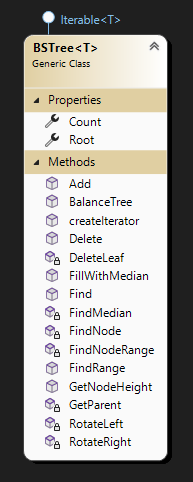 Iterable<T>
BSTree<T>
Generic Class
Properties
Count
Root
Methods
Add
BalanceTree
createIterator
Delete
DeleteLeaf
FillWithMedian
Find
FindMedian
FindNode
FindNodeRange
FindRange
GetNodeHeight
GetParent
RotateLeft
RotateRight